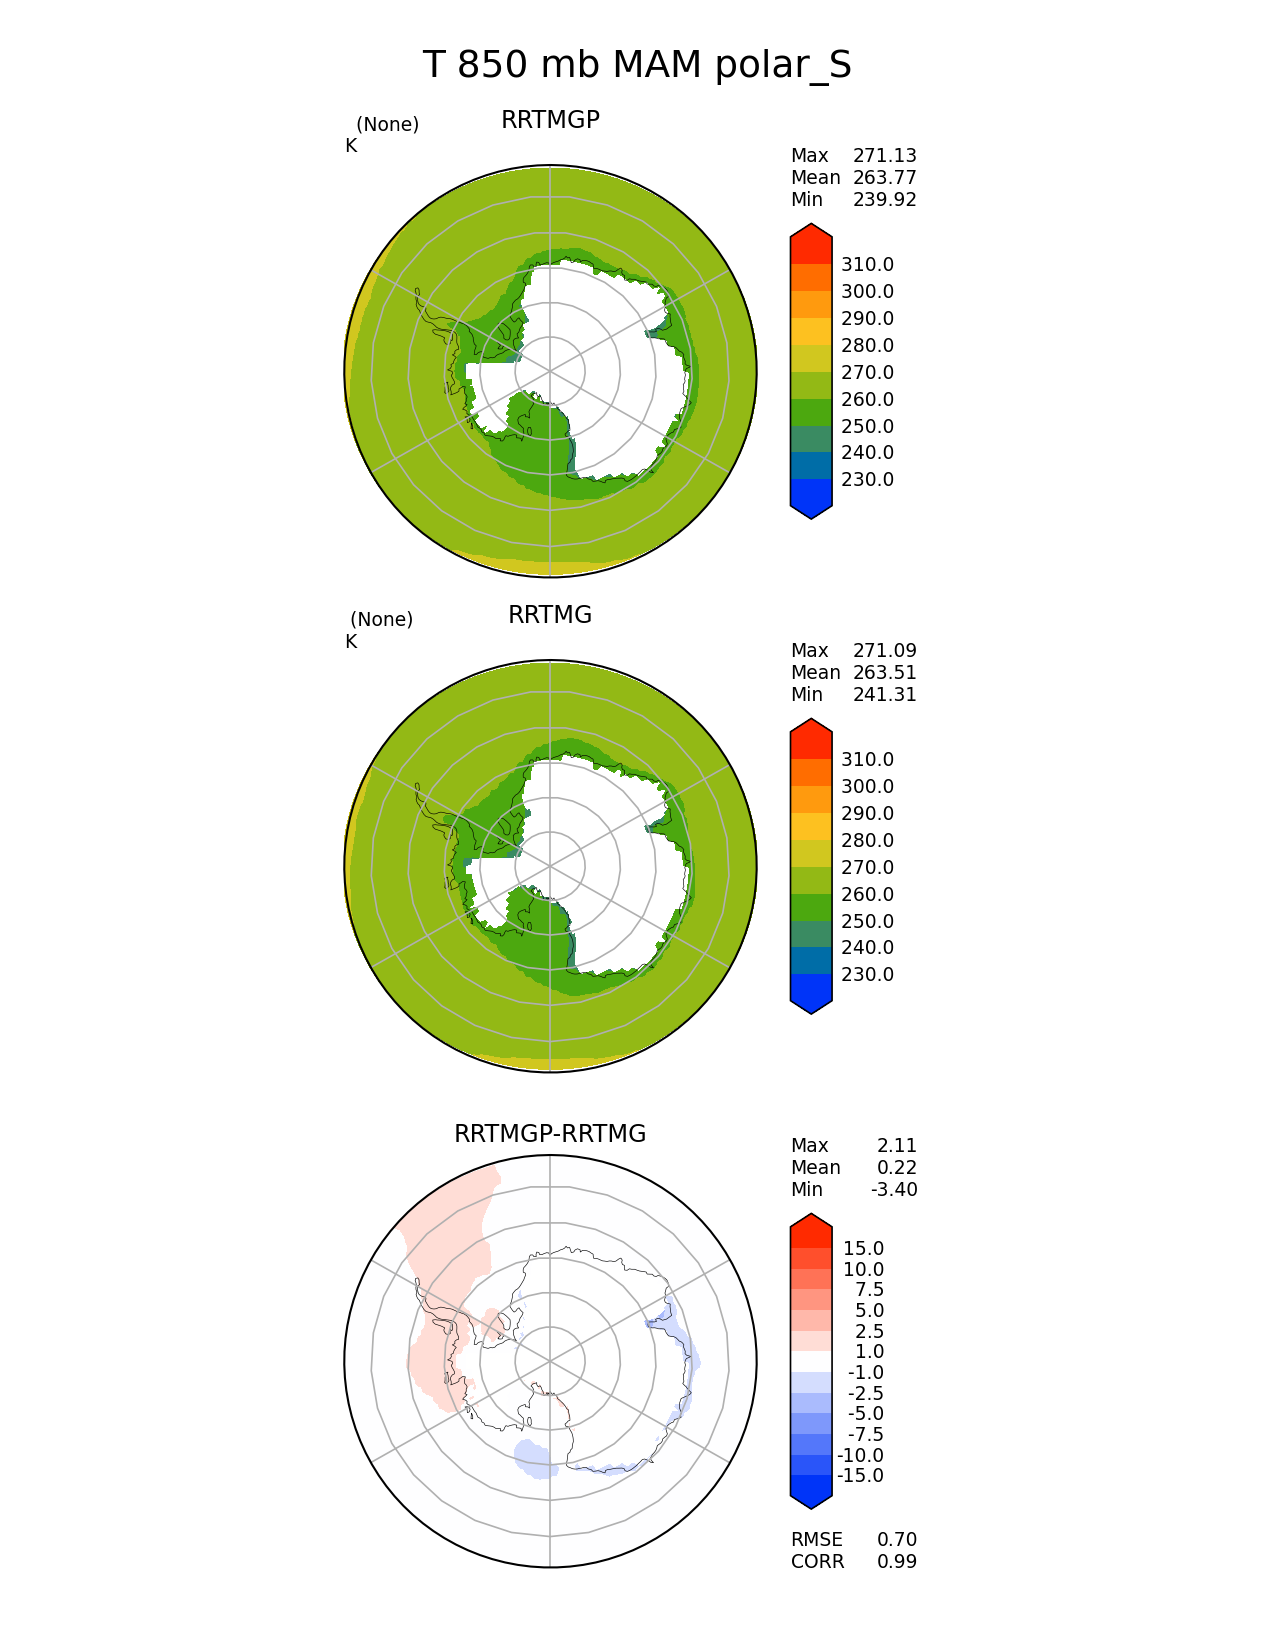 T 850 mb MAM polar_S
(None)
RRTMGP
K
Max 271.13
Mean 263.77
Min 239.92
310.0
300.0
290.0
280.0
270.0
260.0
250.0
240.0
230.0
(None)
RRTMG
K
Max 271.09
Mean 263.51
Min 241.31
310.0
300.0
290.0
280.0
270.0
260.0
250.0
240.0
230.0
RRTMGP-RRTMG
Max 2.11
Mean 0.22
Min -3.40
15.0
10.0
7.5
5.0
2.5
1.0
-1.0
-2.5
-5.0
-7.5
-10.0
-15.0
RMSE 0.70
CORR 0.99